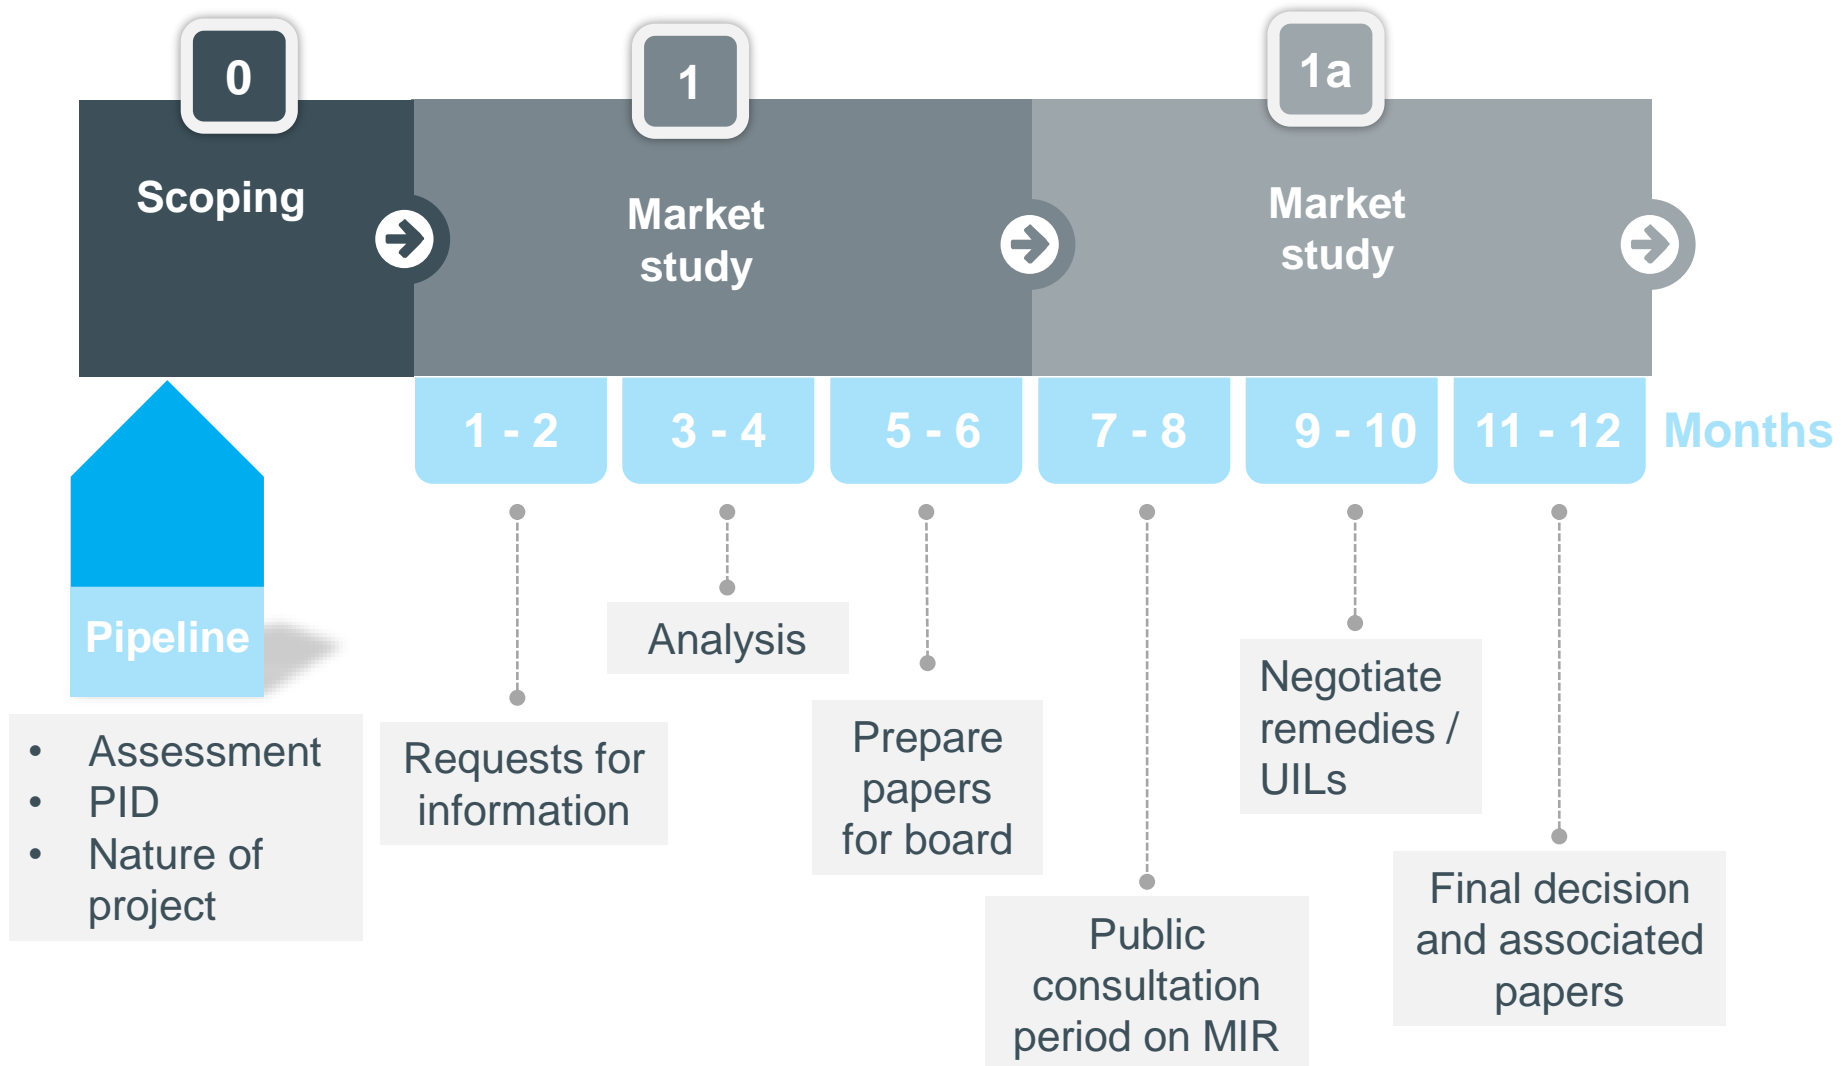 0
1
1a
Scoping
Market
study
Market
study
1 - 2
3 - 4
5 - 6
7 - 8
9 - 10
11 - 12
Months
Pipeline
• Assessment
• PID
• Nature of
project
Requests for
information
Analysis
Prepare
papers
for board
Public
consultation
period on MIR
Negotiate
remedies /
UILs
Final decision
and associated
papers